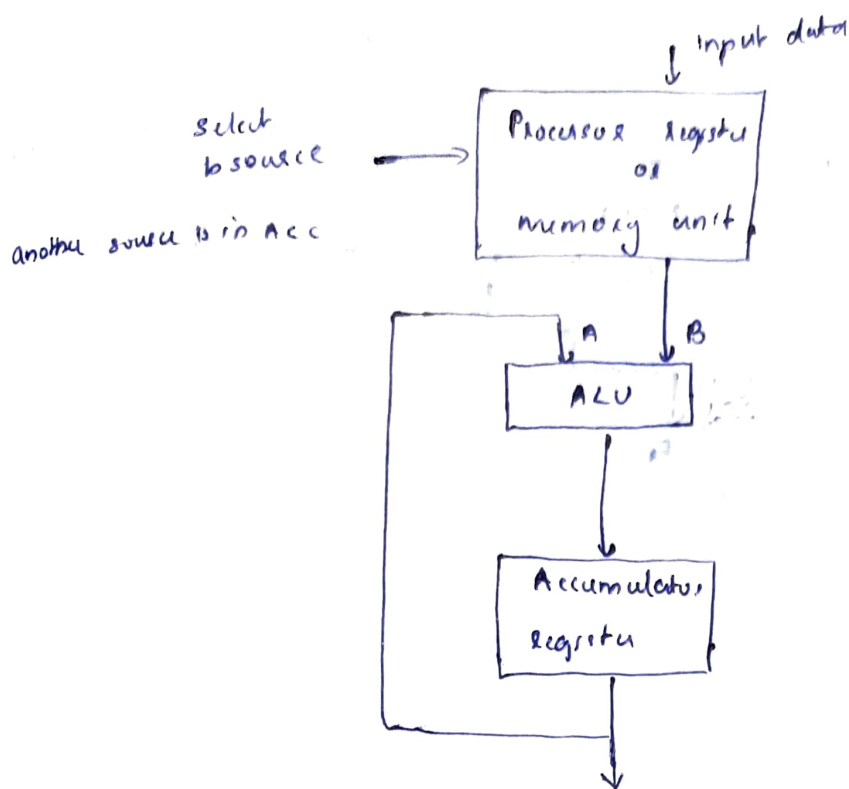 input data
select
b source
Processor register
or
memory unit
another source is in Acc
A
B
ALU
Accumulator
register